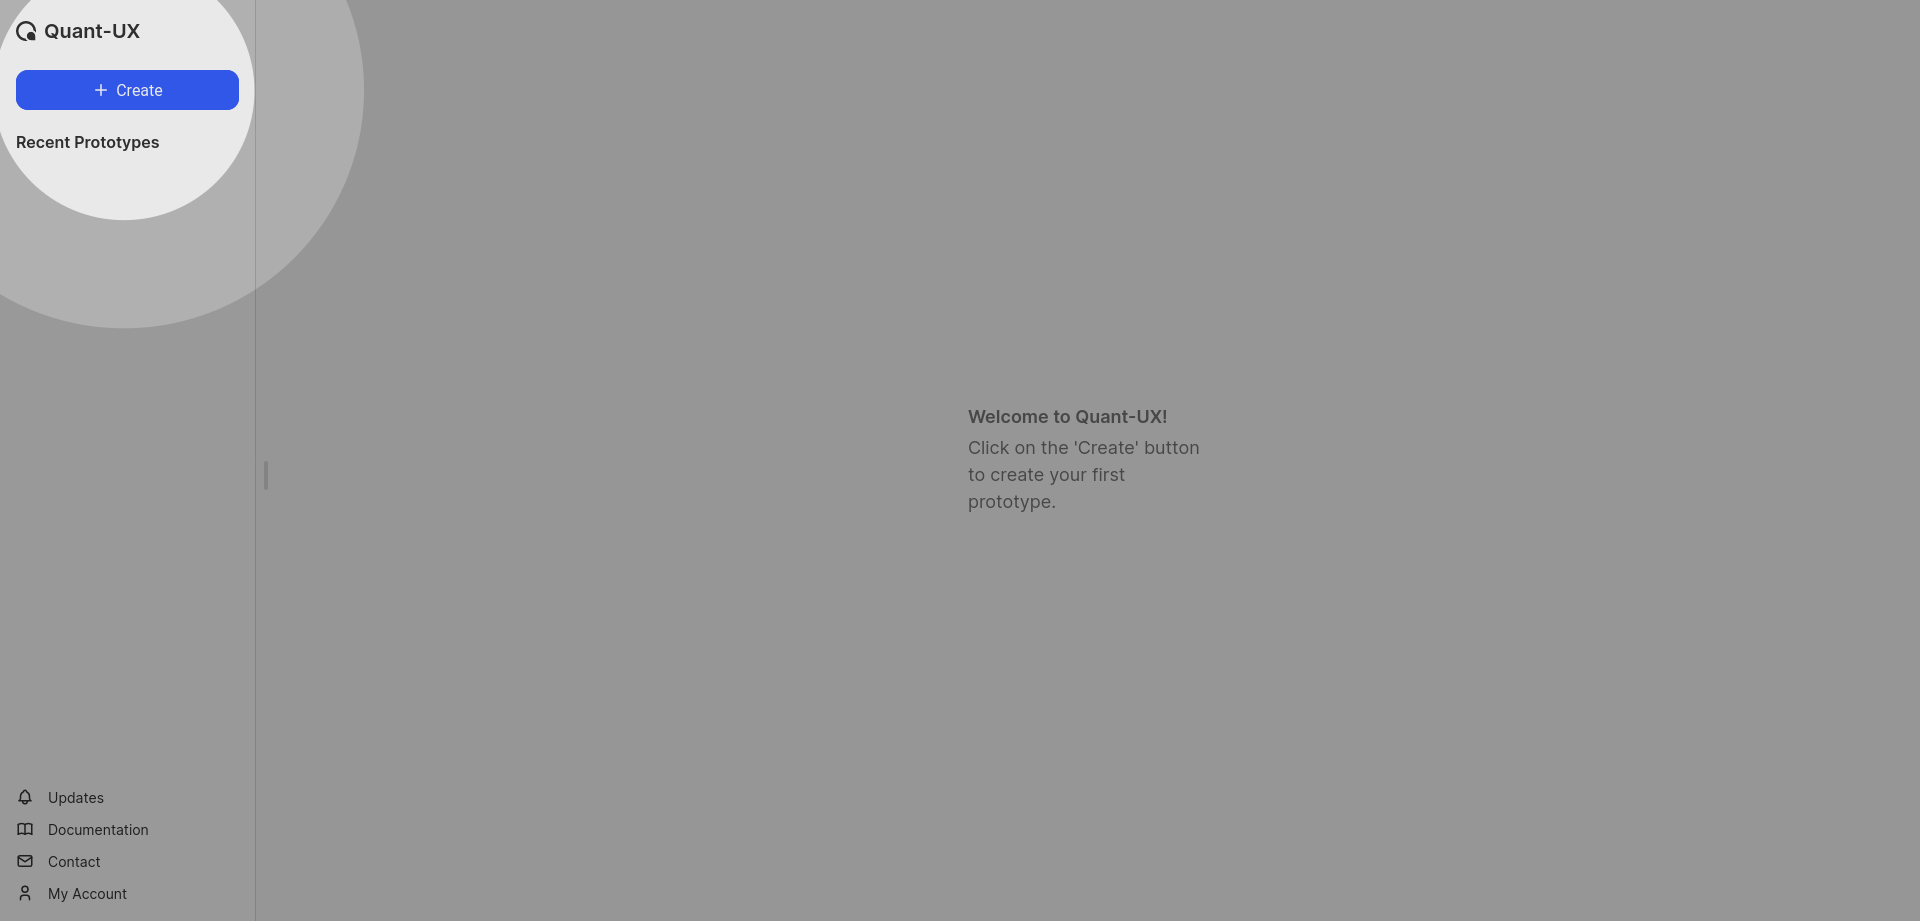 Quant-UX
Create
Recent Prototypes
Welcome to Quant-UX!
Click on the 'Create' button
to create your first
prototype.
Updates
Documentation
Contact
My Account